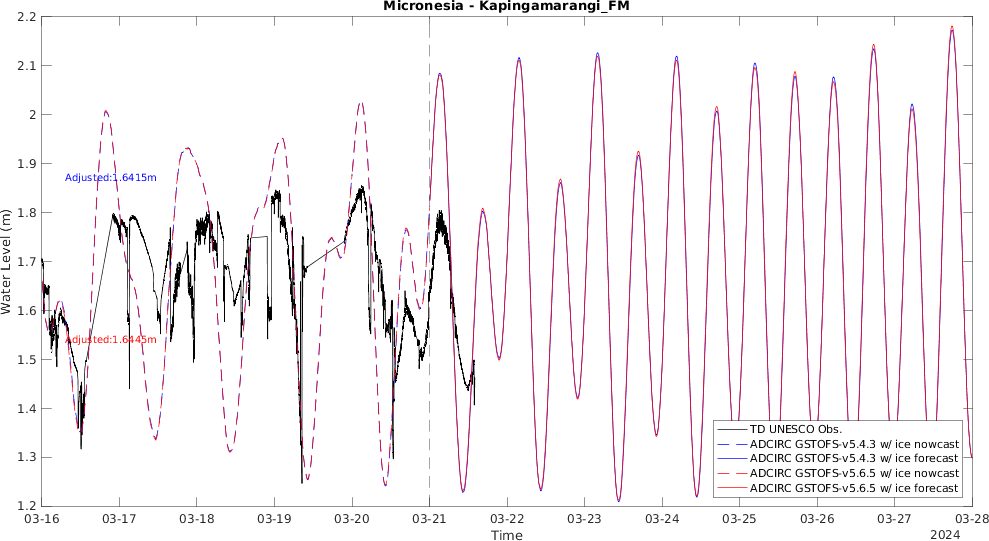 Micronesia - Kapingamarangi_FM
Water Level (m)
2.2
2.1
2
1.9
1.8
1.7
1.6
1.5
1.4
1.3
1.2
Adjusted:1.6415m
Adjusted:1.6445m
TD UNESCO Obs.
ADCIRC GSTOFS-v5.4.3 w/ ice nowcast
ADCIRC GSTOFS-v5.4.3 w/ ice forecast
ADCIRC GSTOFS-v5.6.5 w/ ice nowcast
ADCIRC GSTOFS-v5.6.5 w/ ice forecast
03-16 03-17 03-18 03-19 03-20 03-21 03-22 03-23 03-24 03-25 03-26 03-27 03-28
Time
2024